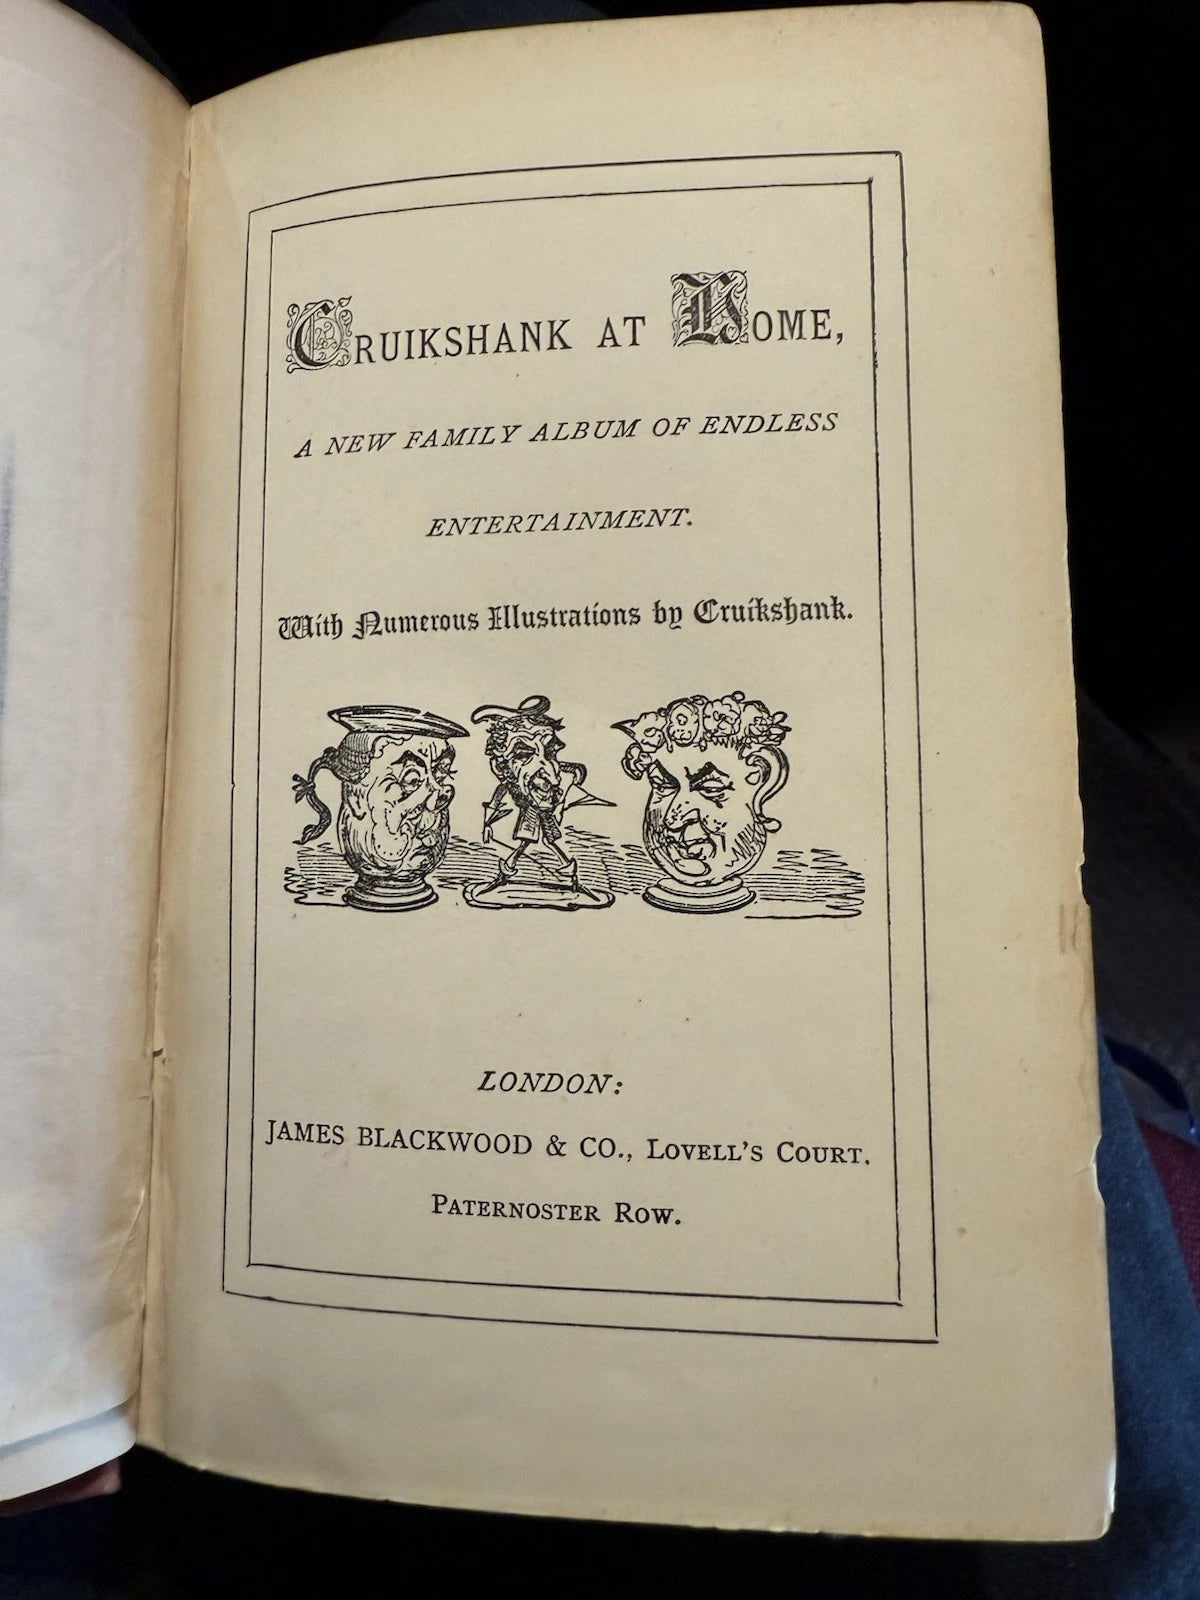 CRUIKSHANK AT HOME,
A NEW FAMILY ALBUM OF ENDLESS
ENTERTAINMENT.
With Numerous Illustrations by Cruikshank.
LONDON:
JAMES BLACKWOOD & CO., LOVELL'S COURT.
PATERNOSTER ROW.